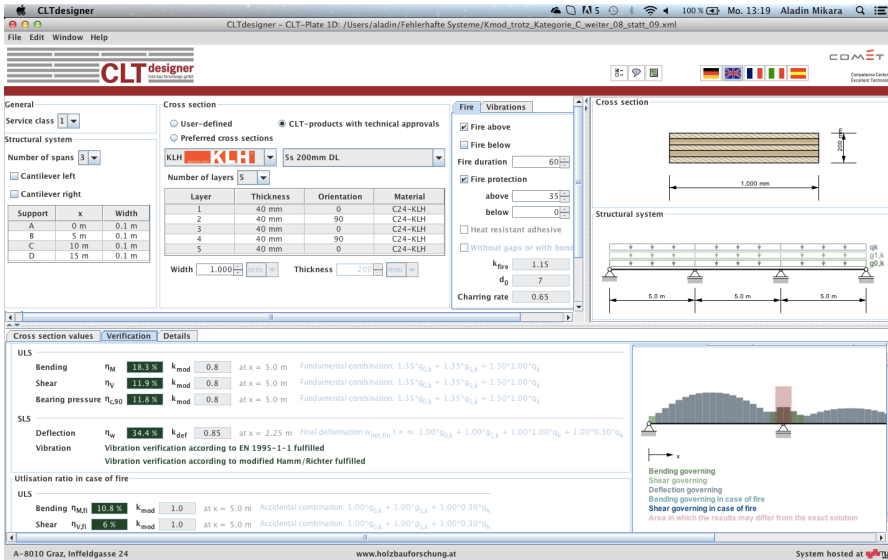 CLTdesigner
5
100 %
Mo. 13:19 Aladin Mikara
CLTdesigner - CLT-Plate 1D: /Users/aladin/Fehlerhafte Systeme/Kmod_trotz_Kategorie_C_weiter_08_statt_09.xml
File Edit Window Help
CLT designer
holz.bau forschungs gmbh
COMET
Competence Center
Excellent Technolo
General
Service class 1
Structural system
Number of spans 3
Cantilever left
Cantilever right
Support x Width
A 0 m 0.1 m
B 5 m 0.1 m
C 10 m 0.1 m
D 15 m 0.1 m
Cross section
User-defined
CLT-products with technical approvals
Preferred cross sections
KLH KLH 5s 200mm DL
Number of layers 5
Layer Thickness Orientation Material
1 40 mm 0 C24-KLH
2 40 mm 90 C24-KLH
3 40 mm 0 C24-KLH
4 40 mm 90 C24-KLH
5 40 mm 0 C24-KLH
Width 1.000 mm Thickness 200 mm
Fire Vibrations
Fire above
Fire below
Fire duration 60
Fire protection
above 35
below 0
Heat resistant adhesive
Without gaps or with bond
kfire 1.15
d0 7
Charring rate 0.65
Cross section
200 mm
1,000 mm
Structural system
qk
g1,k
g0,k
5.0 m 5.0 m 5.0 m
Cross section values Verification Details
ULS
Bending ηM 18.3 % kmod 0.8 at x = 5.0 m Fundamental combination: 1.35*g0,k + 1.35*g1,k + 1.50*1.00*qk
Shear ηV 11.9 % kmod 0.8 at x = 5.0 m Fundamental combination: 1.35*g0,k + 1.35*g1,k + 1.50*1.00*qk
Bearing pressure ηc,90 11.8 % kmod 0.8 at x = 5.0 m Fundamental combination: 1.35*g0,k + 1.35*g1,k + 1.50*1.00*qk
SLS
Deflection ηw 34.4 % kdef 0.85 at x = 2.25 m Final deformation wnet,fin t = ∞: 1.00*g0,k + 1.00*g1,k + 1.00*1.00*qk + 1.00*0.30*qk
Vibration Vibration verification according to EN 1995-1-1 fulfilled
Vibration verification according to modified Hamm/Richter fulfilled
Utlisation ratio in case of fire
ULS
Bending ηM,fi 10.8 % kmod 1.0 at x = 5.0 m Accidental combination: 1.00*g0,k + 1.00*g1,k + 1.00*0.30*qk
Shear ηV,fi 6 % kmod 1.0 at x = 5.0 m Accidental combination: 1.00*g0,k + 1.00*g1,k + 1.00*0.30*qk
x
Bending governing
Shear governing
Deflection governing
Bending governing in case of fire
Shear governing in case of fire
Area in which the results may differ from the exact solution
A-8010 Graz, Inffeldgasse 24
www.holzbauforschung.at
System hosted at